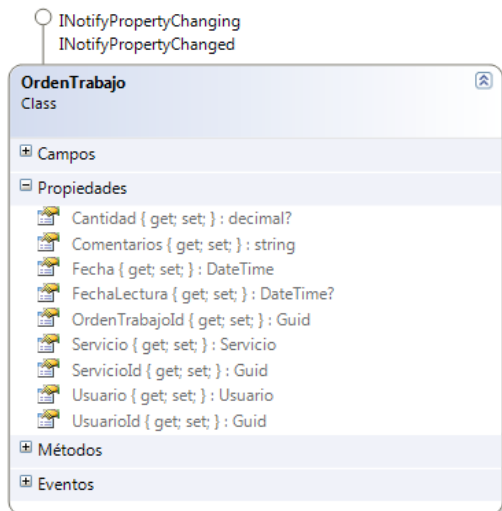 INotifyPropertyChanging
INotifyPropertyChanged
OrdenTrabajo
Class
Campos
Propiedades
Cantidad { get; set; } : decimal?
Comentarios { get; set; } : string
Fecha { get; set; } : DateTime
FechaLectura { get; set; } : DateTime?
OrdenTrabajoId { get; set; } : Guid
Servicio { get; set; } : Servicio
ServicioId { get; set; } : Guid
Usuario { get; set; } : Usuario
UsuarioId { get; set; } : Guid
Métodos
Eventos